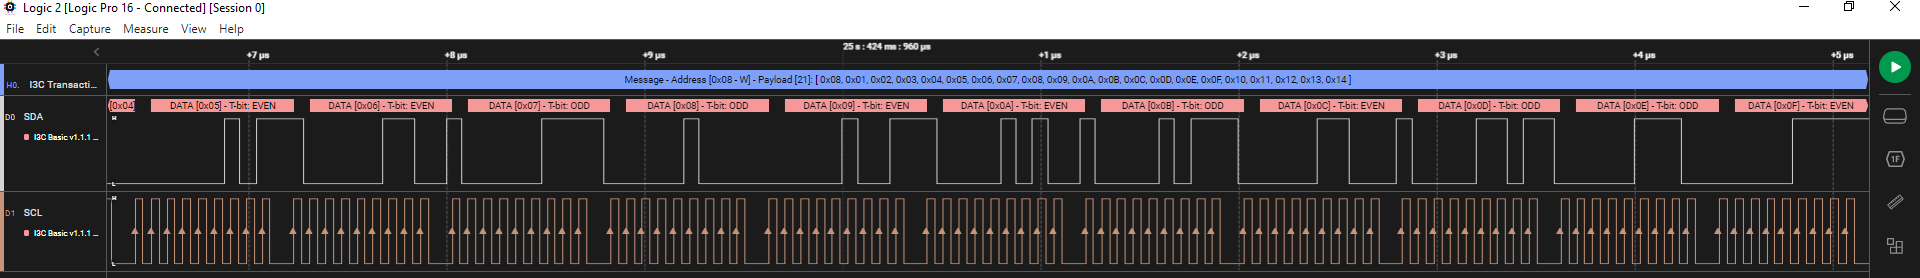 Logic 2 [Logic Pro 16 - Connected] [Session 0]
File Edit Capture Measure View Help
25 s : 424 ms : 960 µs
+7 µs +8 µs +9 µs +1 µs +2 µs +3 µs +4 µs +5 µs
H0. I3C Transacti... Message - Address [0x08 - W] - Payload [21]: [ 0x08, 0x01, 0x02, 0x03, 0x04, 0x05, 0x06, 0x07, 0x08, 0x09, 0x0A, 0x0B, 0x0C, 0x0D, 0x0E, 0x0F, 0x10, 0x11, 0x12, 0x13, 0x14 ]
[0x04] DATA [0x05] - T-bit: EVEN DATA [0x06] - T-bit: EVEN DATA [0x07] - T-bit: ODD DATA [0x08] - T-bit: ODD DATA [0x09] - T-bit: EVEN DATA [0x0A] - T-bit: EVEN DATA [0x0B] - T-bit: ODD DATA [0x0C] - T-bit: EVEN DATA [0x0D] - T-bit: ODD DATA [0x0E] - T-bit: ODD DATA [0x0F] - T-bit: EVEN
D0 SDA H
I3C Basic v1.1.1 ...
L
H
D1 SCL
1F
I3C Basic v1.1.1 ...
L